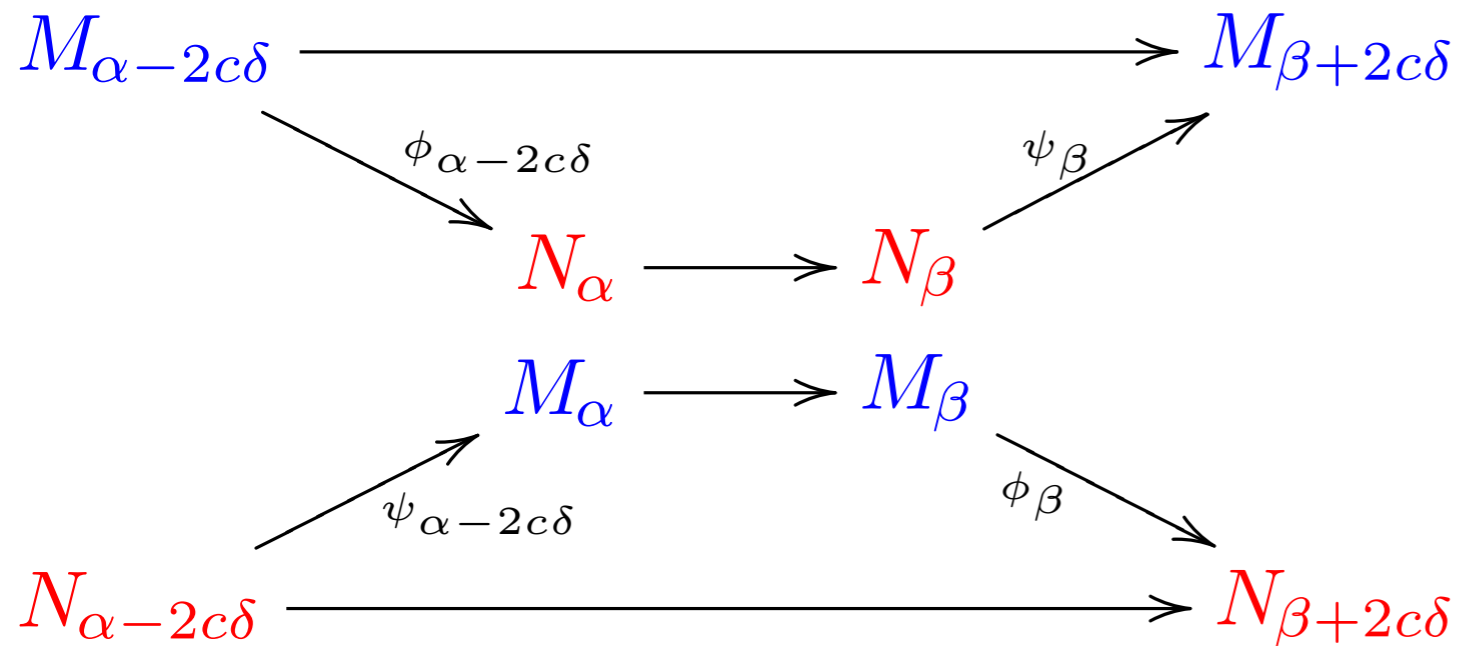 M_{α−2cδ} M_{β+2cδ}
ϕ_{α−2cδ} ψ_β
N_α N_β
M_α M_β
ψ_{α−2cδ} ϕ_β
N_{α−2cδ} N_{β+2cδ}